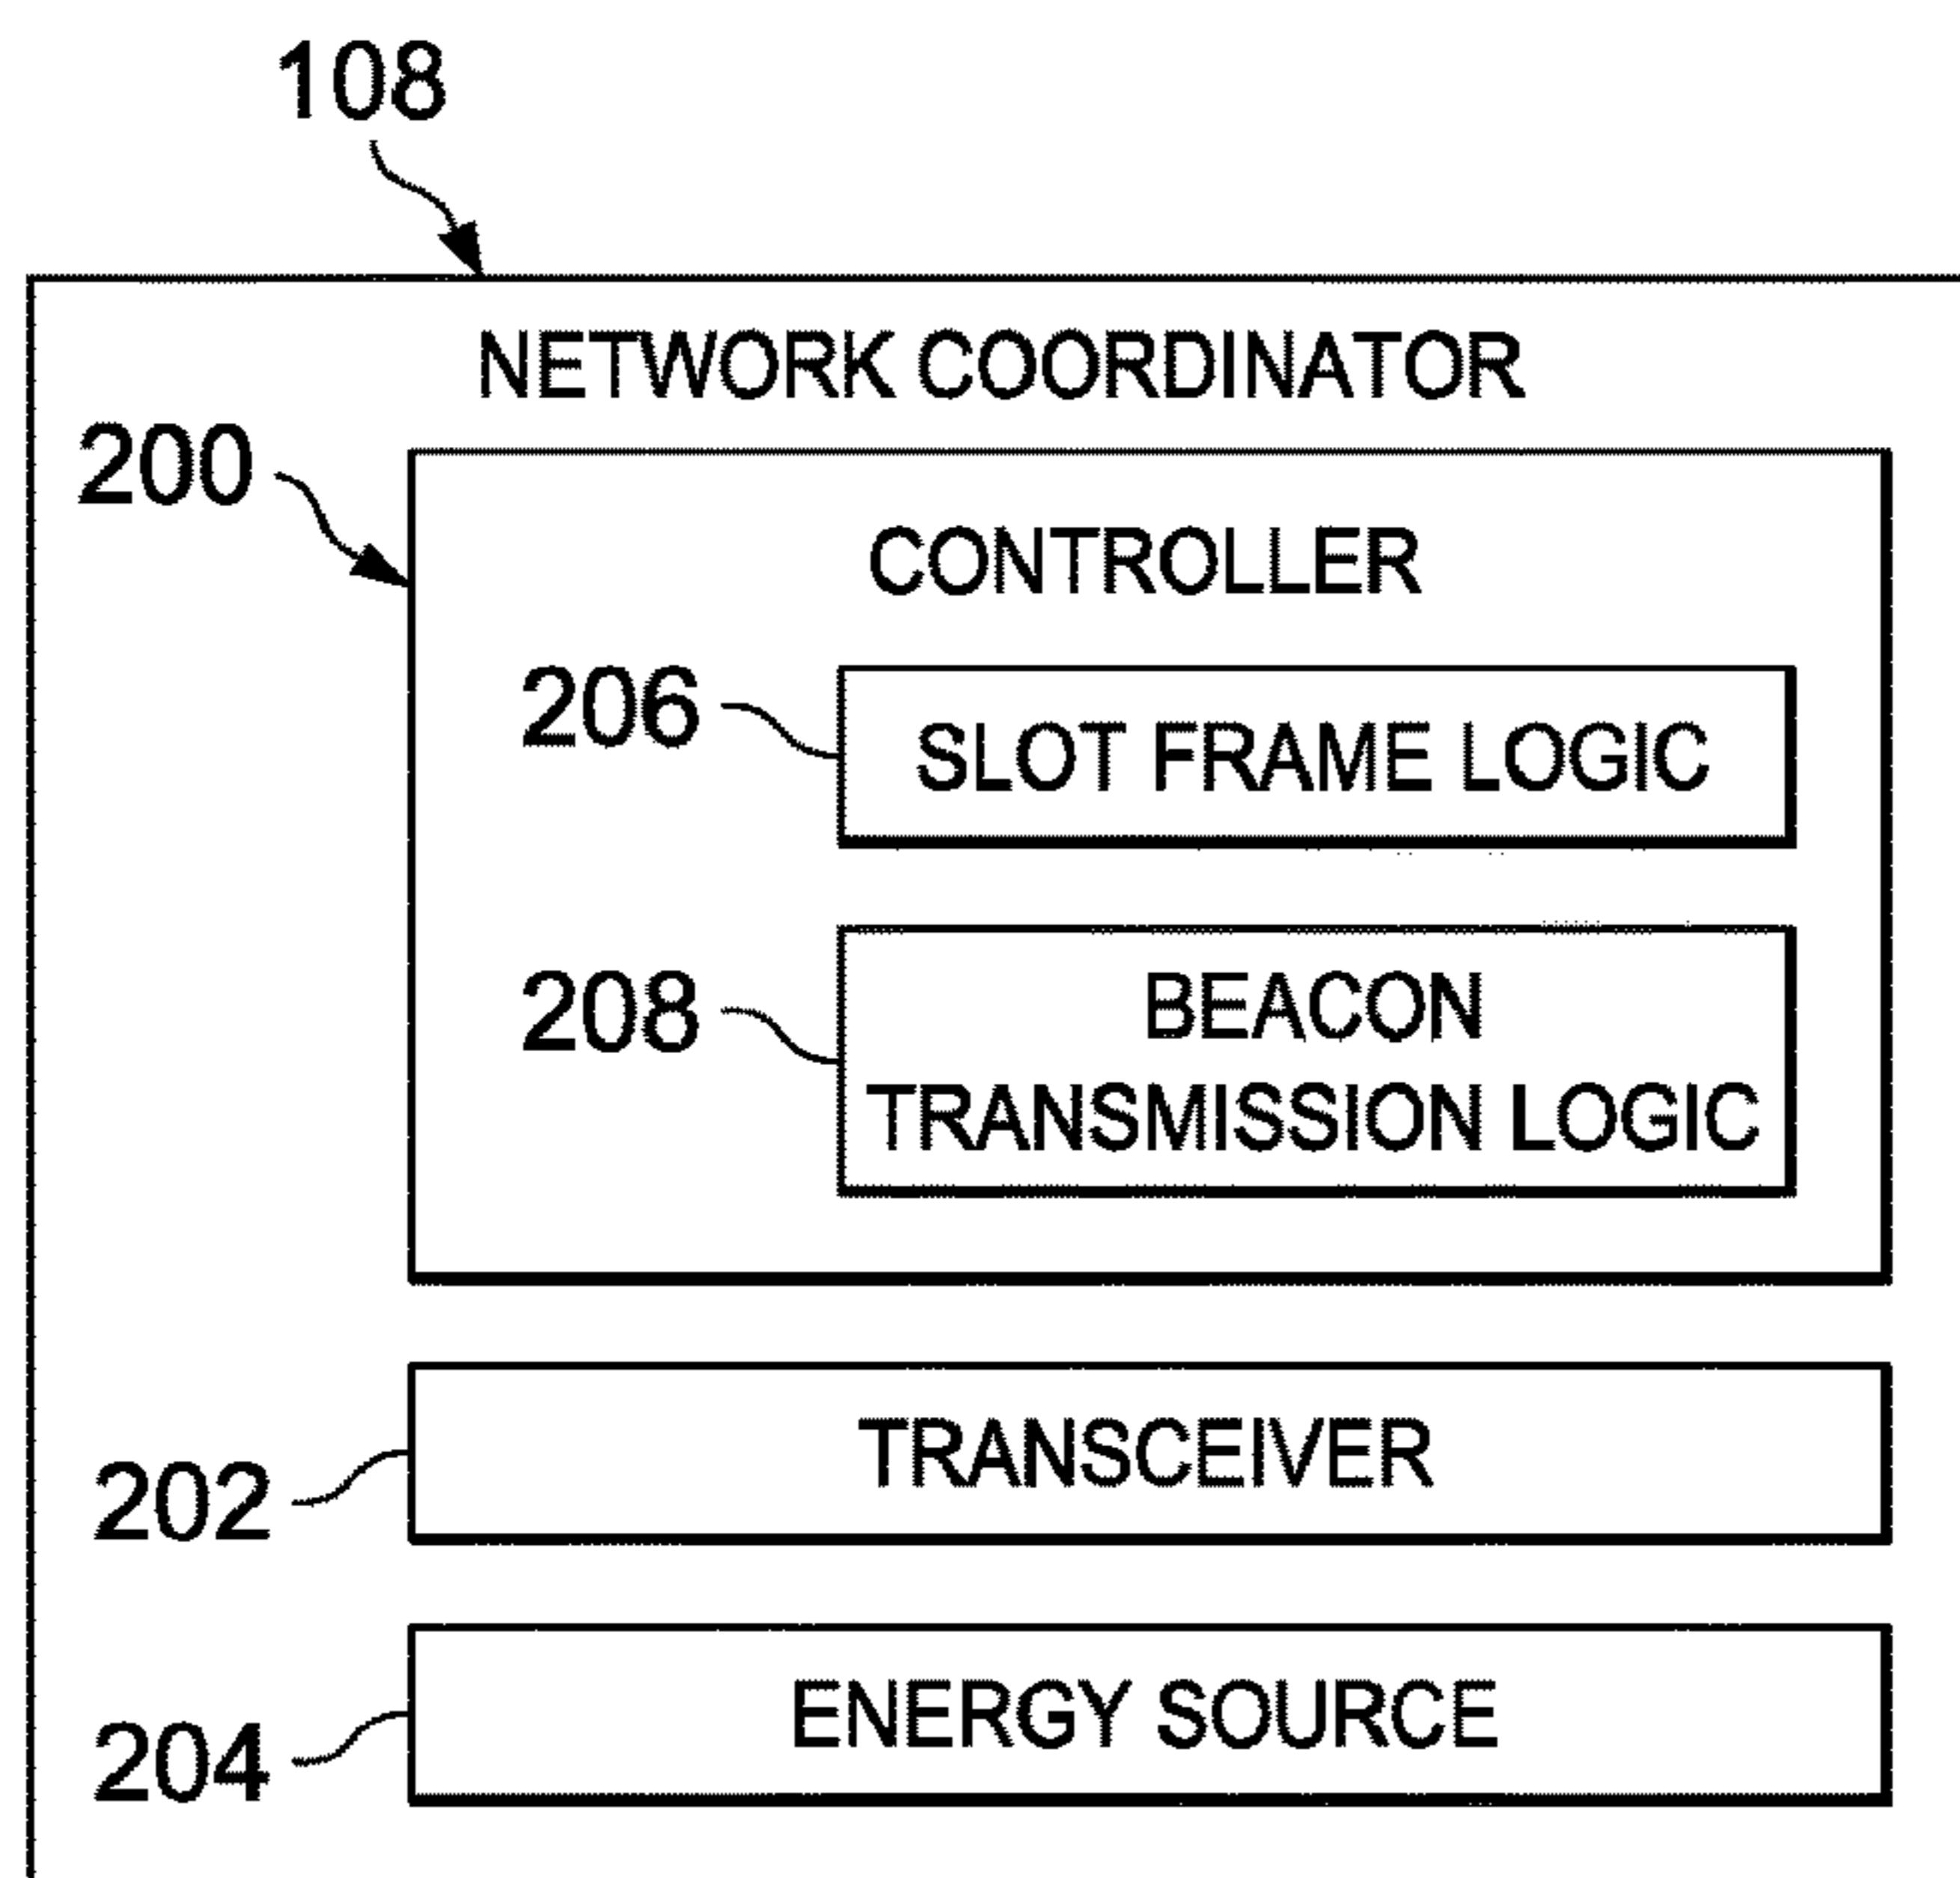 108
NETWORK COORDINATOR
200
CONTROLLER
206
SLOT FRAME LOGIC
208
BEACON
TRANSMISSION LOGIC
TRANSCEIVER
202
ENERGY SOURCE
204